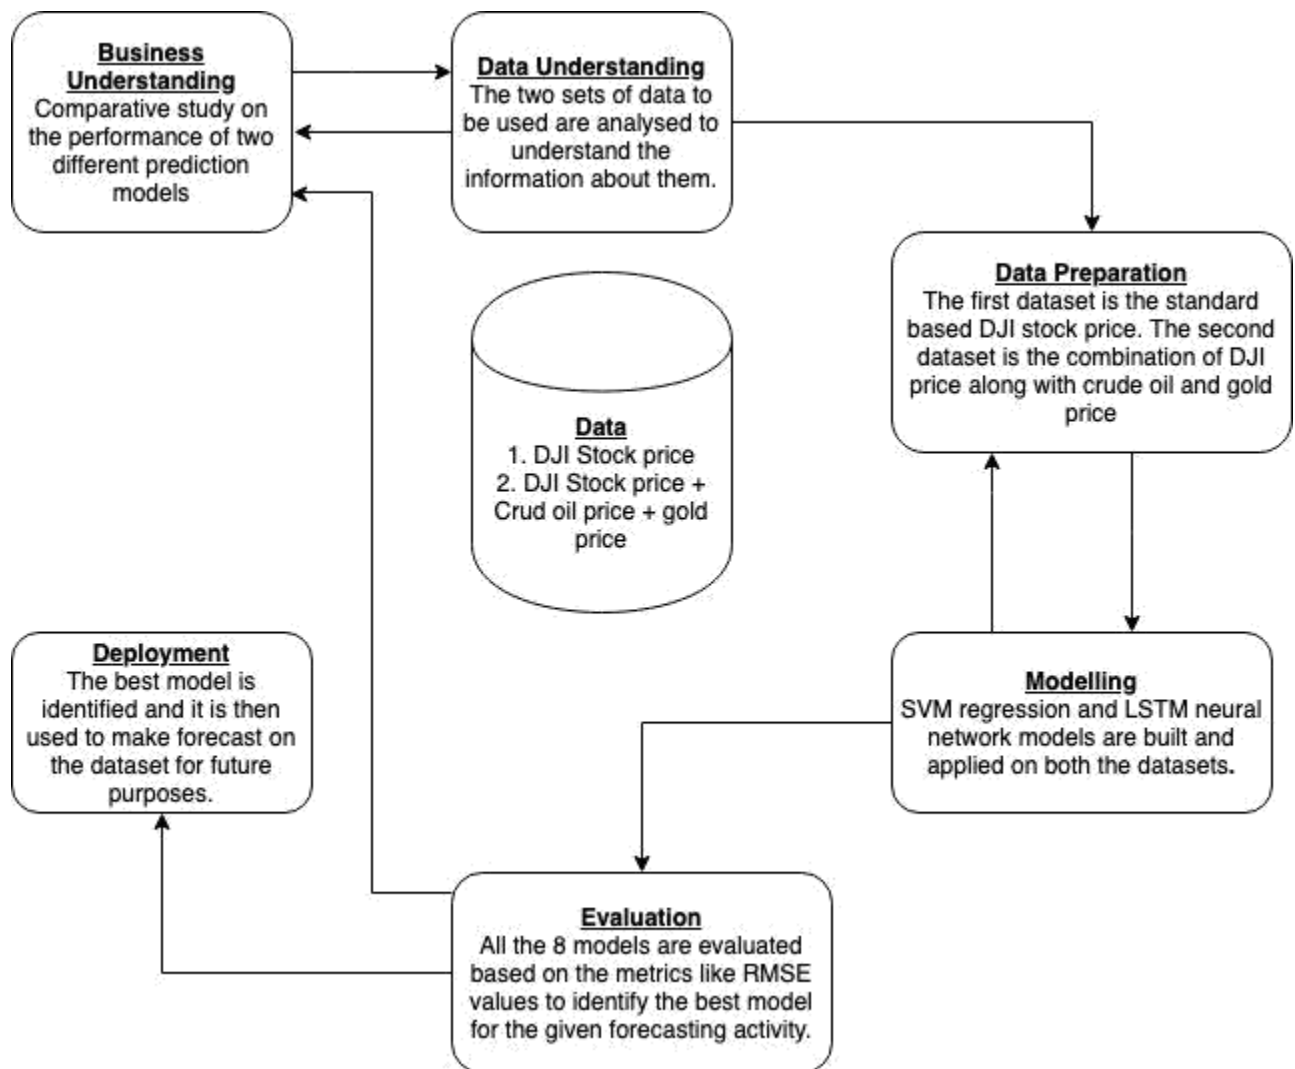 Business
Understanding
Comparative study on
the performance of two
different prediction
models
Data Understanding
The two sets of data to
be used are analysed to
understand the
information about them.
Data Preparation
The first dataset is the standard
based DJI stock price. The second
dataset is the combination of DJI
price along with crude oil and gold
price
Data
1. DJI Stock price
2. DJI Stock price +
Crud oil price + gold
price
Modelling
SVM regression and LSTM neural
network models are built and
applied on both the datasets.
Evaluation
All the 8 models are evaluated
based on the metrics like RMSE
values to identify the best model
for the given forecasting activity.
Deployment
The best model is
identified and it is then
used to make forecast on
the dataset for future
purposes.